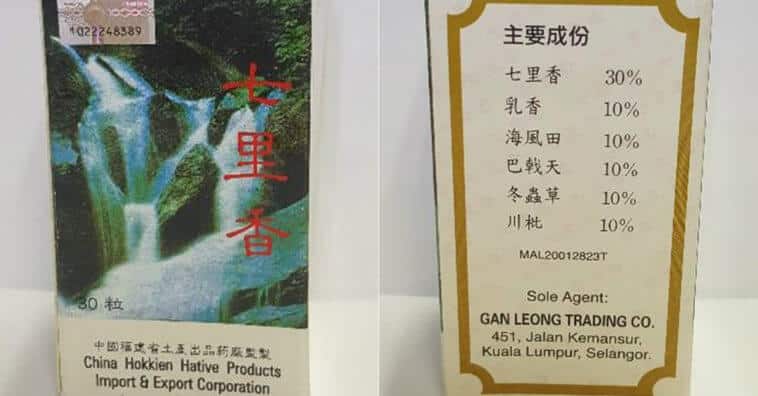 022248389
七里香
30 粒
中國福建省土產出品药廠監製
China Hokkien Hative Products
Import & Export Corporation
主要成份
七里香 30%
乳香 10%
海風田 10%
巴戟天 10%
冬蟲草 10%
川枇 10%
MAL20012823T
Sole Agent:
GAN LEONG TRADING CO.
451, Jalan Kemansur,
Kuala Lumpur, Selangor.